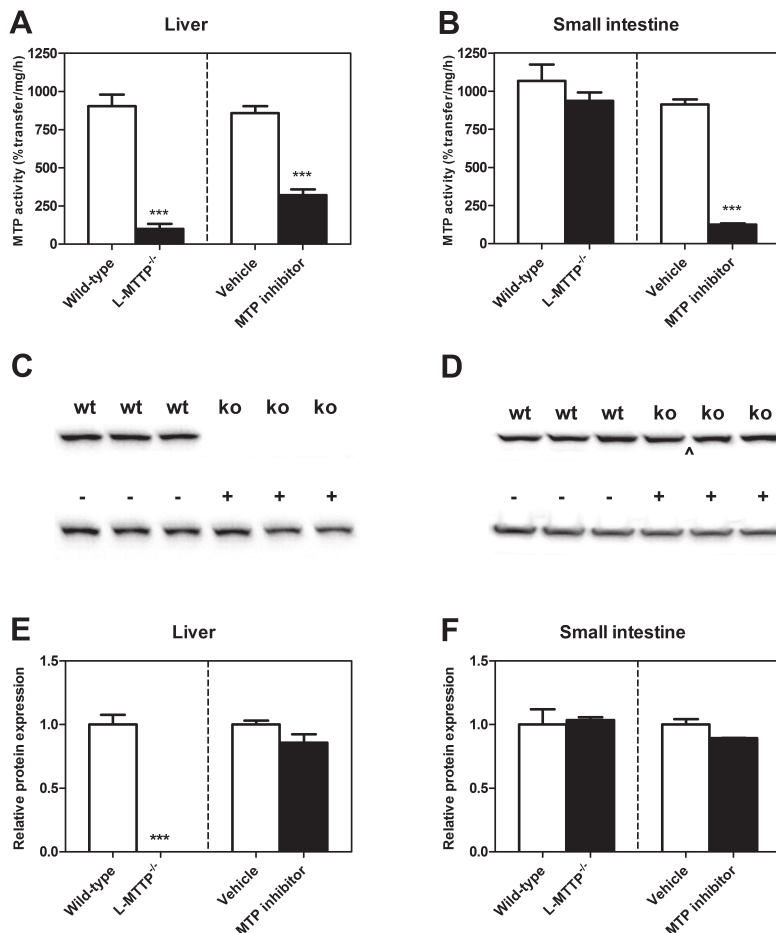 A
Liver
MTP activity (% transfer/mg/h)
1250
1000
750
500
250
0
***
***
Wild-type
L-MTTP-/-
Vehicle
MTP inhibitor
B
Small intestine
MTP activity (% transfer/mg/h)
1250
1000
750
500
250
0
***
Wild-type
L-MTTP-/-
Vehicle
MTP inhibitor
C
wt wt wt ko ko ko
- - - + + +
D
wt wt wt ko ko ko
^
- - - + + +
E
Liver
Relative protein expression
1.5
1.0
0.5
0.0
***
Wild-type
L-MTTP-/-
Vehicle
MTP inhibitor
F
Small intestine
Relative protein expression
1.5
1.0
0.5
0.0
Wild-type
L-MTTP-/-
Vehicle
MTP inhibitor